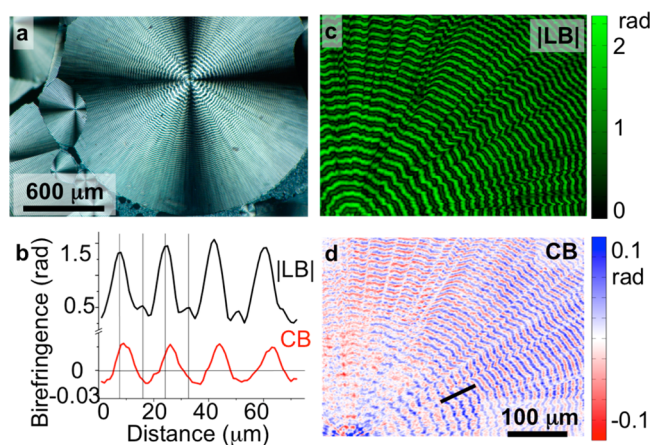 a
600 μm
b
Birefringence (rad)
1.5
0.5
0
-0.03
|LB|
CB
0
20
40
60
Distance (μm)
c
|LB|
rad
2
1
0
d
CB
0.1
rad
-0.1
100 μm